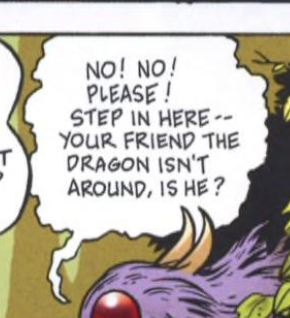 NO! NO!
PLEASE!
STEP IN HERE--
YOUR FRIEND THE
DRAGON ISN'T
AROUND, IS HE?